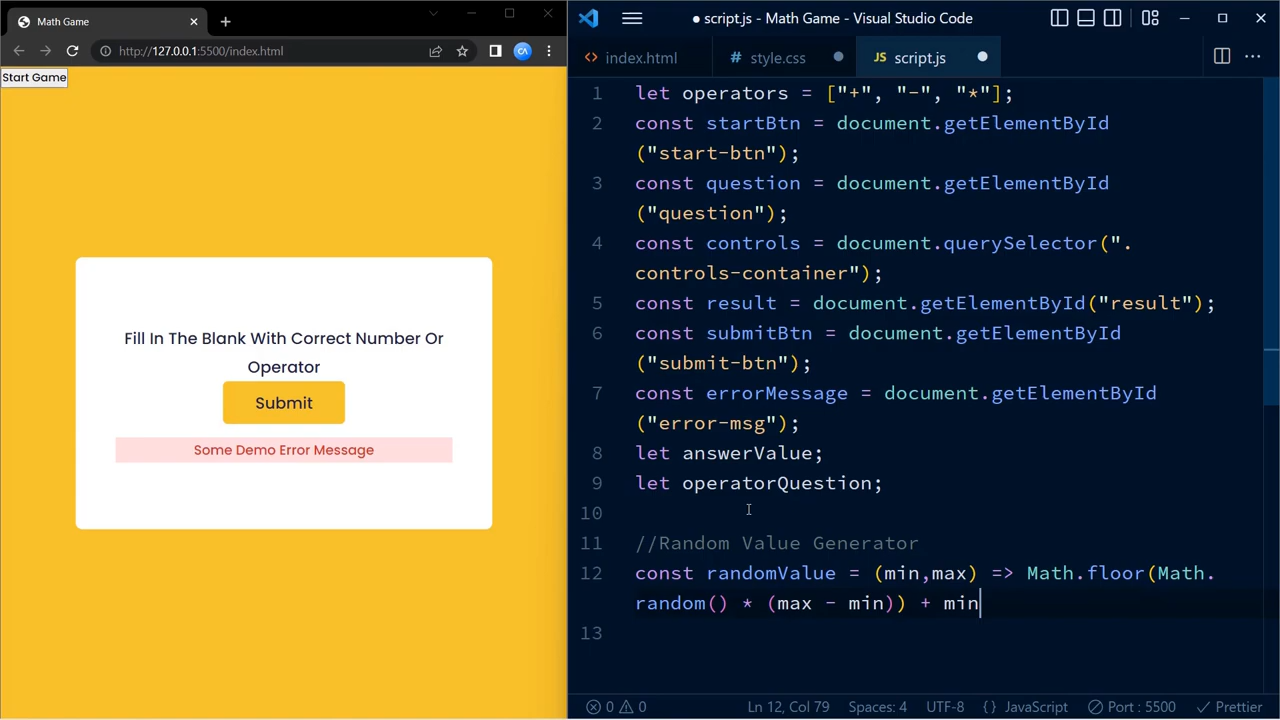 Math Game
http://127.0.0.1:5500/index.html
Start Game
Fill In The Blank With Correct Number Or
Operator
Submit
Some Demo Error Message
● script.js - Math Game - Visual Studio Code
index.html
# style.css
JS script.js
1 let operators = ["+", "-", "*"];
2 const startBtn = document.getElementById
("start-btn");
3 const question = document.getElementById
("question");
4 const controls = document.querySelector(".
controls-container");
5 const result = document.getElementById("result");
6 const submitBtn = document.getElementById
("submit-btn");
7 const errorMessage = document.getElementById
("error-msg");
8 let answerValue;
9 let operatorQuestion;
10
11 //Random Value Generator
12 const randomValue = (min,max) => Math.floor(Math.
random() * (max - min)) + min
13
0 0 Ln 12, Col 79 Spaces: 4 UTF-8 {} JavaScript Port : 5500 Prettier